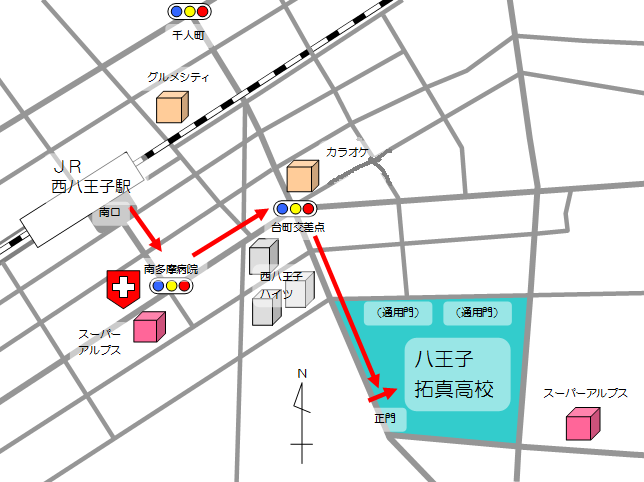 千人町
グルメシティ
カラオケ
JR
西八王子駅
南口
台町交差点
南多摩病院
西八王子
ハイツ
スーパー
アルプス
(通用門)
(通用門)
八王子
拓真高校
正門
スーパーアルプス
N